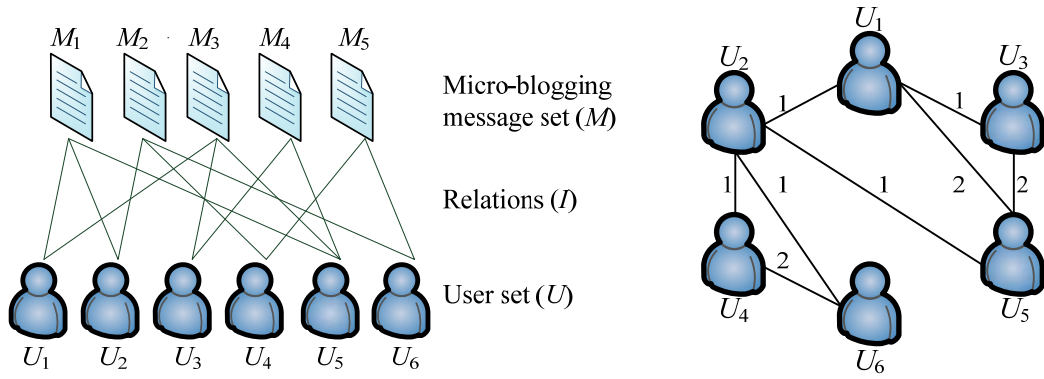 M1 M2 M3 M4 M5
Micro-blogging
message set (M)
Relations (I)
User set (U)
U1 U2 U3 U4 U5 U6
U1
U2 U3
1 1
1 1 1 2 2
2
U4 U5
U6